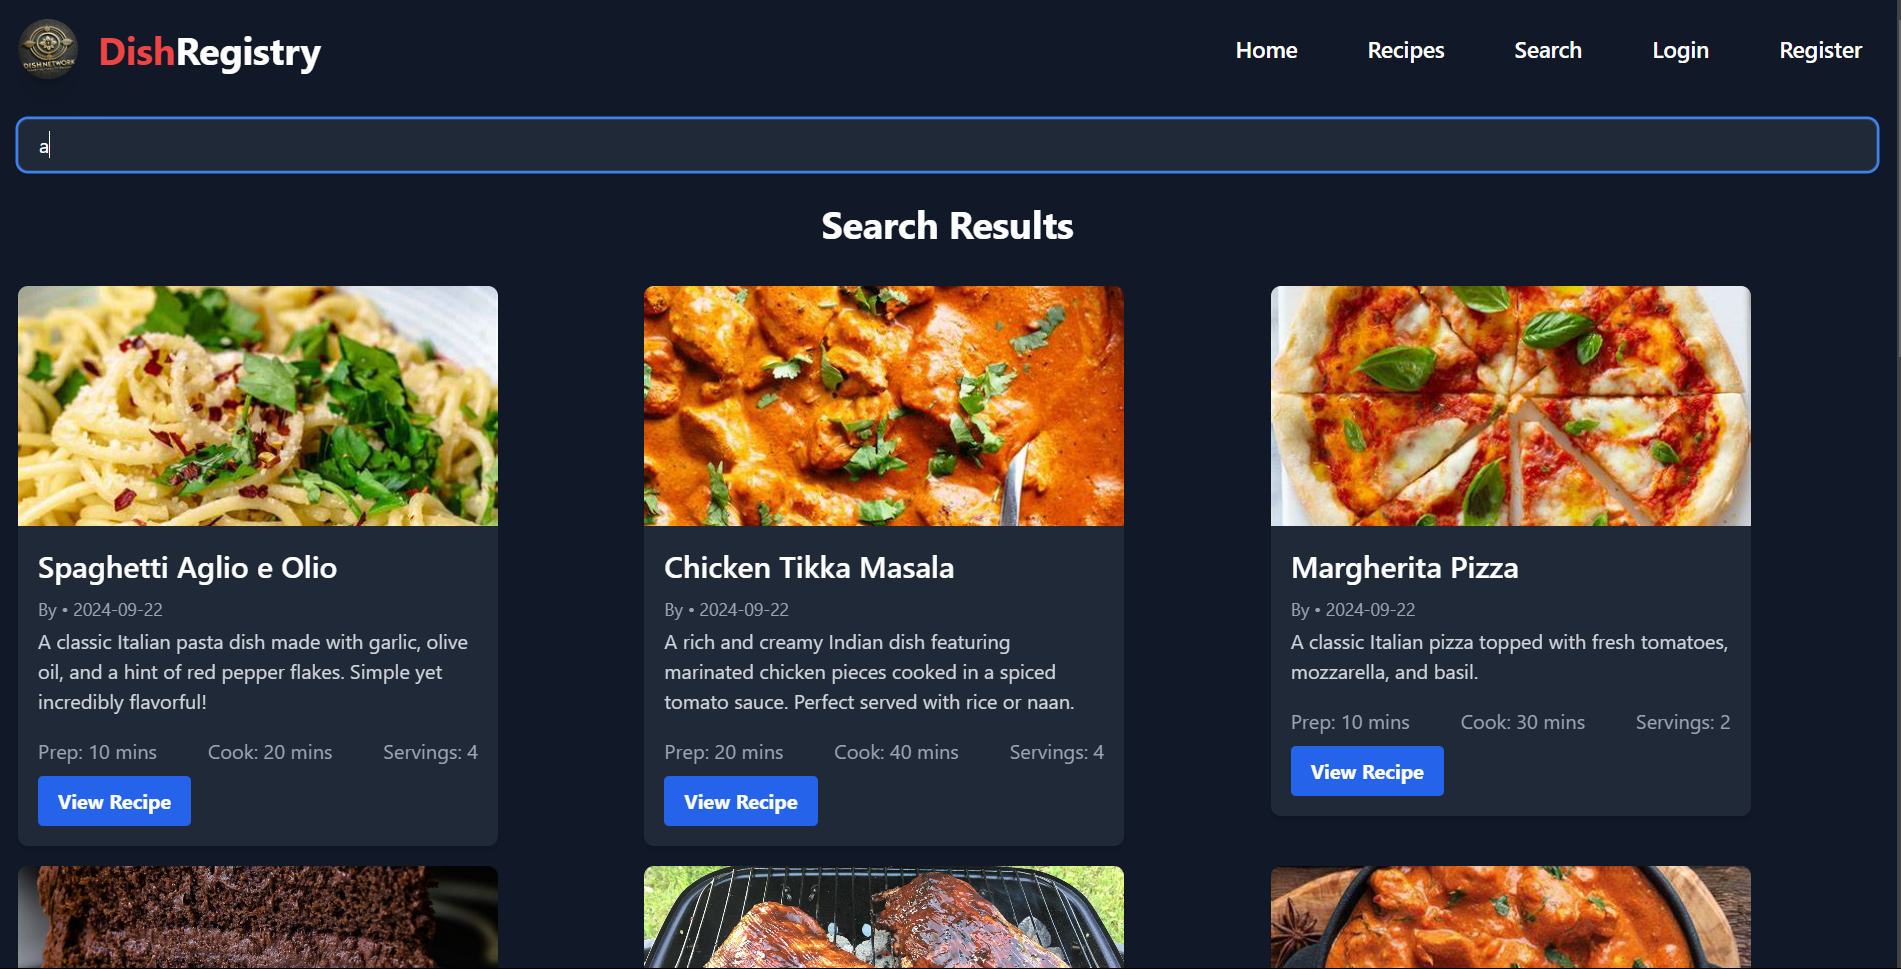 DISH NETWORK
DishRegistry
Home
Recipes
Search
Login
Register
a
Search Results
Spaghetti Aglio e Olio
By • 2024-09-22
A classic Italian pasta dish made with garlic, olive
oil, and a hint of red pepper flakes. Simple yet
incredibly flavorful!
Prep: 10 mins
Cook: 20 mins
Servings: 4
View Recipe
Chicken Tikka Masala
By • 2024-09-22
A rich and creamy Indian dish featuring
marinated chicken pieces cooked in a spiced
tomato sauce. Perfect served with rice or naan.
Prep: 20 mins
Cook: 40 mins
Servings: 4
View Recipe
Margherita Pizza
By • 2024-09-22
A classic Italian pizza topped with fresh tomatoes,
mozzarella, and basil.
Prep: 10 mins
Cook: 30 mins
Servings: 2
View Recipe